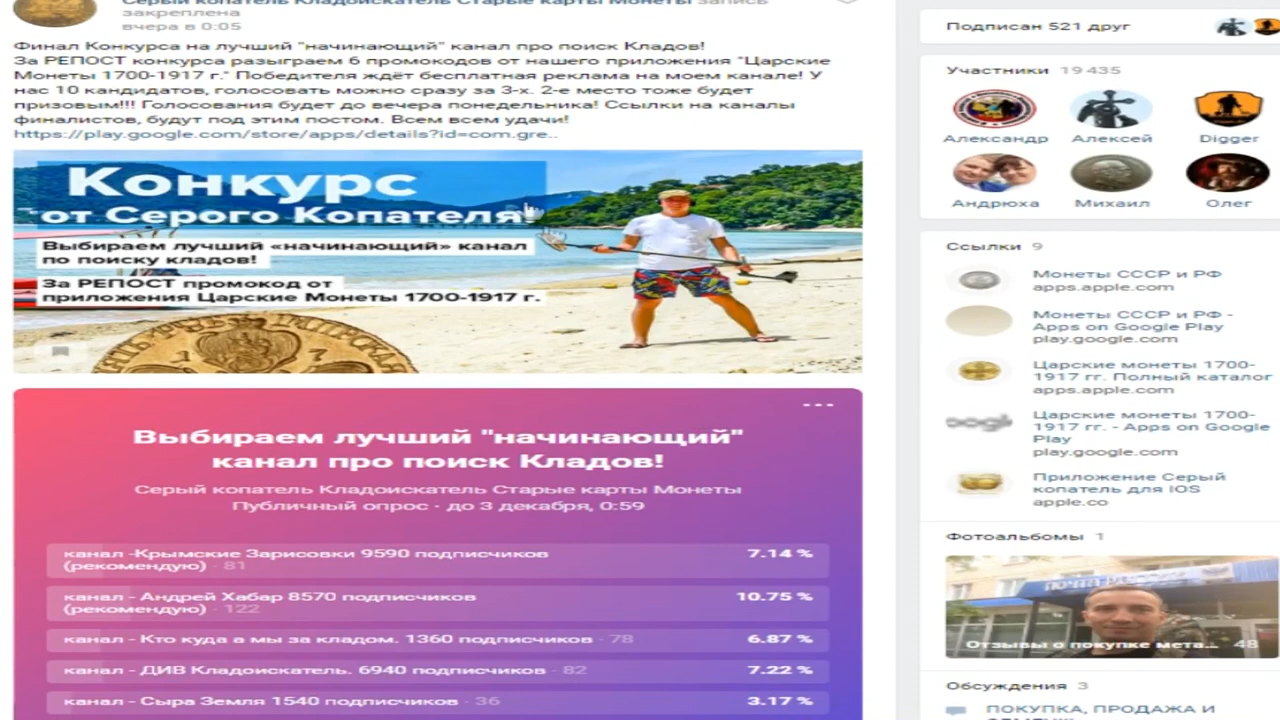 Серый копатель Кладоискатель Старые карты Монеты запись
закреплена
вчера в 0:05
Финал Конкурса на лучший "начинающий" канал про поиск Кладов!
За РЕПОСТ конкурса разыграем 6 промокодов от нашего приложения "Царские
Монеты 1700-1917 г." Победителя ждёт бесплатная реклама на моем канале! У
нас 10 кандидатов, голосовать можно сразу за 3-х. 2-е место тоже будет
призовым!!! Голосования будет до вечера понедельника! Ссылки на каналы
финалистов, будут под этим постом. Всем всем удачи!
https://play.google.com/store/apps/details?id=com.gre..
Конкурс
от Серого Копателя!
Выбираем лучший «начинающий» канал
по поиску кладов!
За РЕПОСТ промокод от
приложения Царские Монеты 1700-1917 г.
Выбираем лучший "начинающий"
канал про поиск Кладов!
Серый копатель Кладоискатель Старые карты Монеты
Публичный опрос · до 3 декабря, 0:59
канал -Крымские Зарисовки 9590 подписчиков
(рекомендую) · 81
7.14 %
канал - Андрей Хабар 8570 подписчиков
(рекомендую) · 122
10.75 %
канал - Кто куда а мы за кладом. 1360 подписчиков · 78
6.87 %
канал - ДИВ Кладоискатель. 6940 подписчиков · 82
7.22 %
канал - Сыра Земля 1540 подписчиков · 36
3.17 %
Подписан 521 друг
Участники 19 435
Александр Алексей Digger
Андрюха Михаил Олег
Ссылки 9
Монеты СССР и РФ
apps.apple.com
Монеты СССР и РФ -
Apps on Google Play
play.google.com
Царские монеты 1700-
1917 гг. Полный каталог
apps.apple.com
Царские монеты 1700-
1917 гг. - Apps on Google
Play
play.google.com
Приложение Серый
копатель для IOS
apple.co
Фотоальбомы 1
Отзывы о покупке мета... 48
Обсуждения 3
ПОКУПКА, ПРОДАЖА И